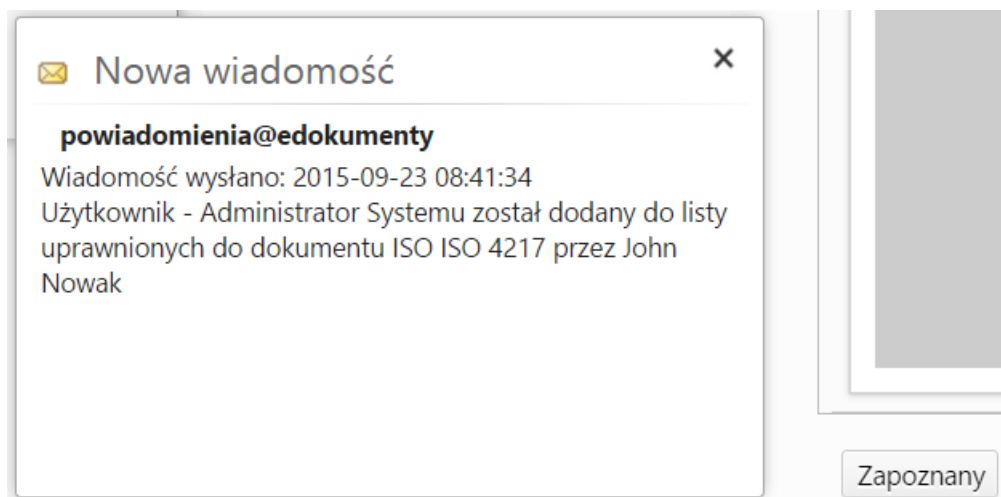 Nowa wiadomość
powiadomienia@edokumenty
Wiadomość wysłano: 2015-09-23 08:41:34
Użytkownik - Administrator Systemu został dodany do listy
uprawnionych do dokumentu ISO ISO 4217 przez John
Nowak
Zapoznany